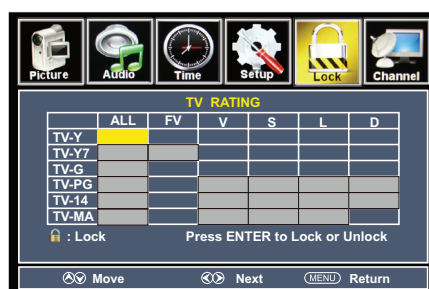 Picture Audio Time Setup Lock Channel
TV RATING
ALL FV V S L D
TV-Y
TV-Y7
TV-G
TV-PG
TV-14
TV-MA
: Lock Press ENTER to Lock or Unlock
Move Next MENU Return